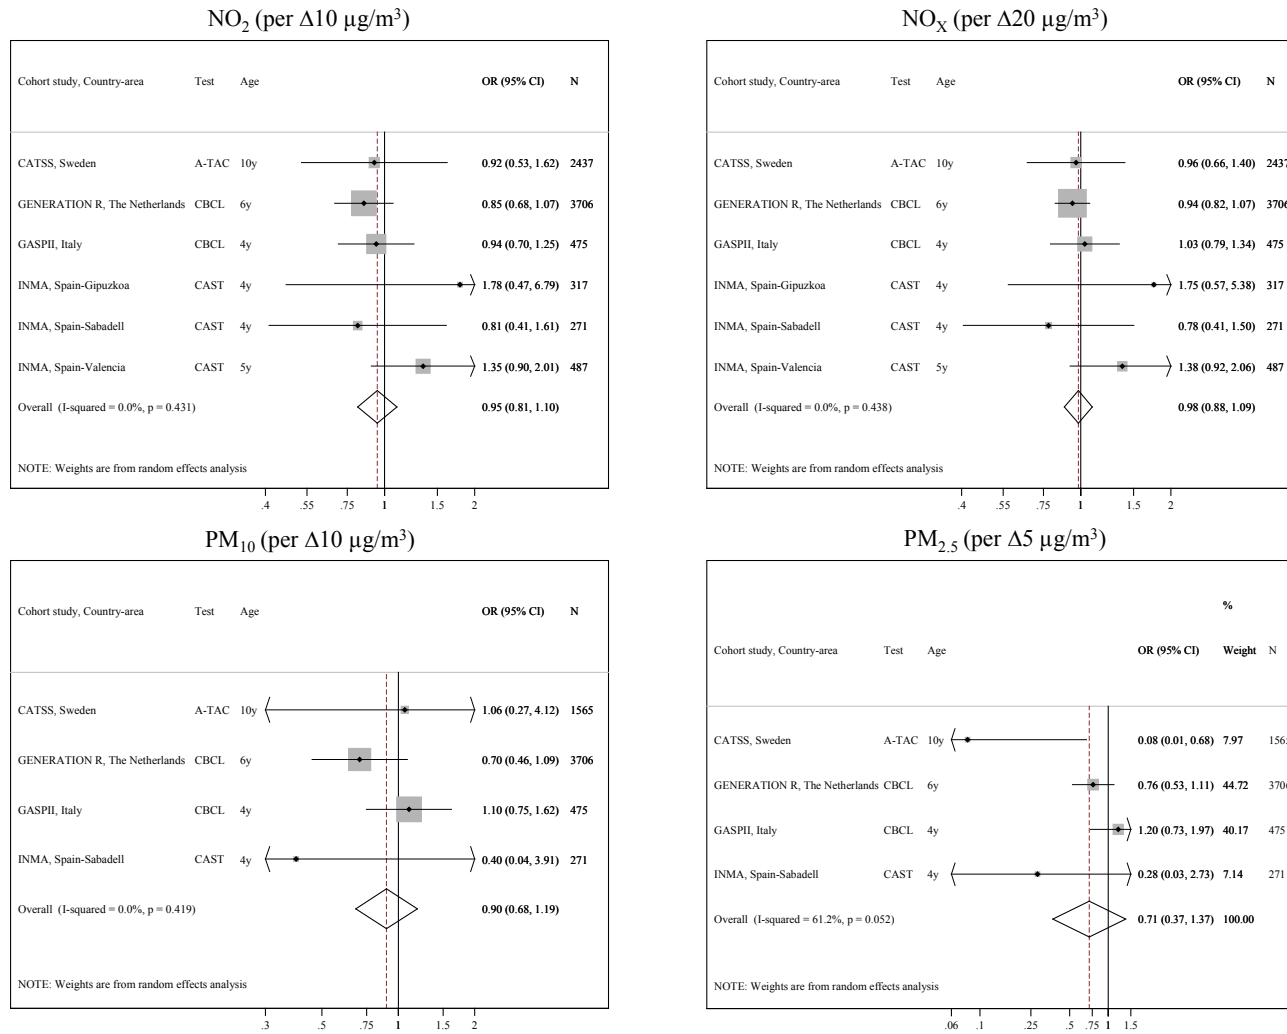 NO2 (per Δ10 µg/m³)
Cohort study, Country-area Test Age OR (95% CI) N
CATSS, Sweden A-TAC 10y 0.92 (0.53, 1.62) 2437
GENERATION R, The Netherlands CBCL 6y 0.85 (0.68, 1.07) 3706
GASPII, Italy CBCL 4y 0.94 (0.70, 1.25) 475
INMA, Spain-Gipuzkoa CAST 4y 1.78 (0.47, 6.79) 317
INMA, Spain-Sabadell CAST 4y 0.81 (0.41, 1.61) 271
INMA, Spain-Valencia CAST 5y 1.35 (0.90, 2.01) 487
Overall (I-squared = 0.0%, p = 0.431) 0.95 (0.81, 1.10)
NOTE: Weights are from random effects analysis
.4 .55 .75 1 1.5 2
NOX (per Δ20 µg/m³)
Cohort study, Country-area Test Age OR (95% CI) N
CATSS, Sweden A-TAC 10y 0.96 (0.66, 1.40) 2437
GENERATION R, The Netherlands CBCL 6y 0.94 (0.82, 1.07) 3706
GASPII, Italy CBCL 4y 1.03 (0.79, 1.34) 475
INMA, Spain-Gipuzkoa CAST 4y 1.75 (0.57, 5.38) 317
INMA, Spain-Sabadell CAST 4y 0.78 (0.41, 1.50) 271
INMA, Spain-Valencia CAST 5y 1.38 (0.92, 2.06) 487
Overall (I-squared = 0.0%, p = 0.438) 0.98 (0.88, 1.09)
NOTE: Weights are from random effects analysis
.4 .55 .75 1 1.5 2
PM10 (per Δ10 µg/m³)
Cohort study, Country-area Test Age OR (95% CI) N
CATSS, Sweden A-TAC 10y 1.06 (0.27, 4.12) 1565
GENERATION R, The Netherlands CBCL 6y 0.70 (0.46, 1.09) 3706
GASPII, Italy CBCL 4y 1.10 (0.75, 1.62) 475
INMA, Spain-Sabadell CAST 4y 0.40 (0.04, 3.91) 271
Overall (I-squared = 0.0%, p = 0.419) 0.90 (0.68, 1.19)
NOTE: Weights are from random effects analysis
.3 .5 1 1.5 2
PM2.5 (per Δ5 µg/m³)
%
Cohort study, Country-area Test Age OR (95% CI) Weight N
CATSS, Sweden A-TAC 10y 0.08 (0.01, 0.68) 7.97 156
GENERATION R, The Netherlands CBCL 6y 0.76 (0.53, 1.11) 44.72 3706
GASPII, Italy CBCL 4y 1.20 (0.73, 1.97) 40.17 475
INMA, Spain-Sabadell CAST 4y 0.28 (0.03, 2.73) 7.14 271
Overall (I-squared = 61.2%, p = 0.052) 0.71 (0.37, 1.37) 100.00
NOTE: Weights are from random effects analysis
.06 .1 .25 .5 .75 1 1.5